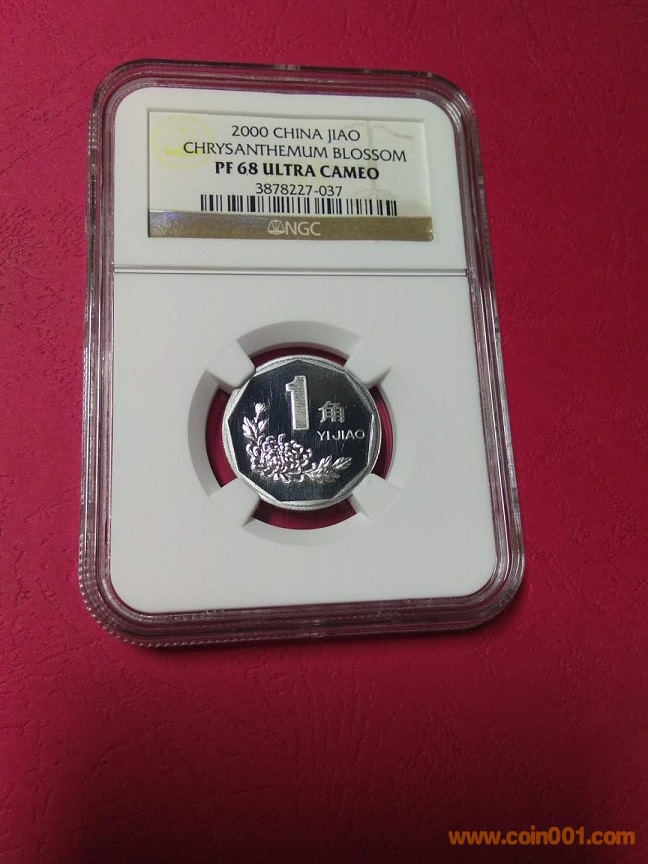 2000 CHINA JIAO
CHRYSANTHEMUM BLOSSOM
PF 68 ULTRA CAMEO
3878227-037
NGC
1 角
YI JIAO
www.coin001.com